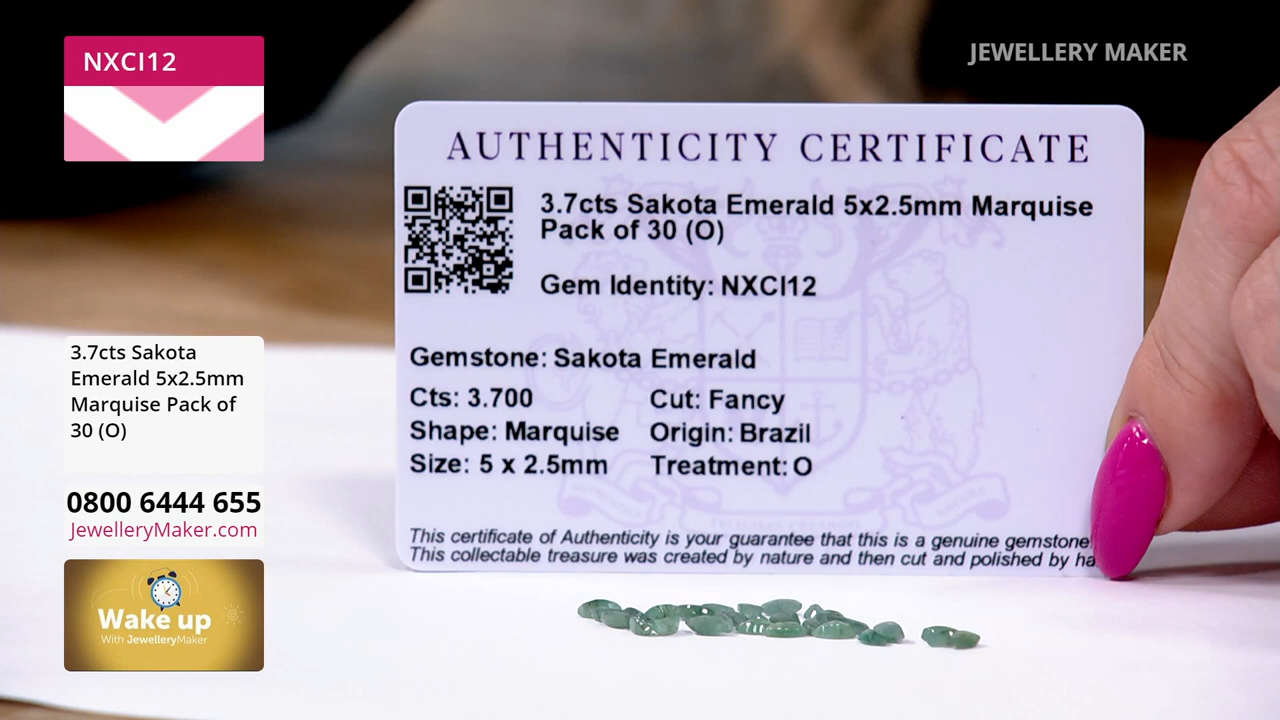 NXCI12
JEWELLERY MAKER
AUTHENTICITY CERTIFICATE
3.7cts Sakota Emerald 5x2.5mm Marquise
Pack of 30 (O)
Gem Identity: NXCI12
Gemstone: Sakota Emerald
Cts: 3.700 Cut: Fancy
Shape: Marquise Origin: Brazil
Size: 5 x 2.5mm Treatment: O
This certificate of Authenticity is your guarantee that this is a genuine gemstone
This collectable treasure was created by nature and then cut and polished by
3.7cts Sakota
Emerald 5x2.5mm
Marquise Pack of
30 (O)
0800 6444 655
JewelleryMaker.com
Wake up
With JewelleryMaker